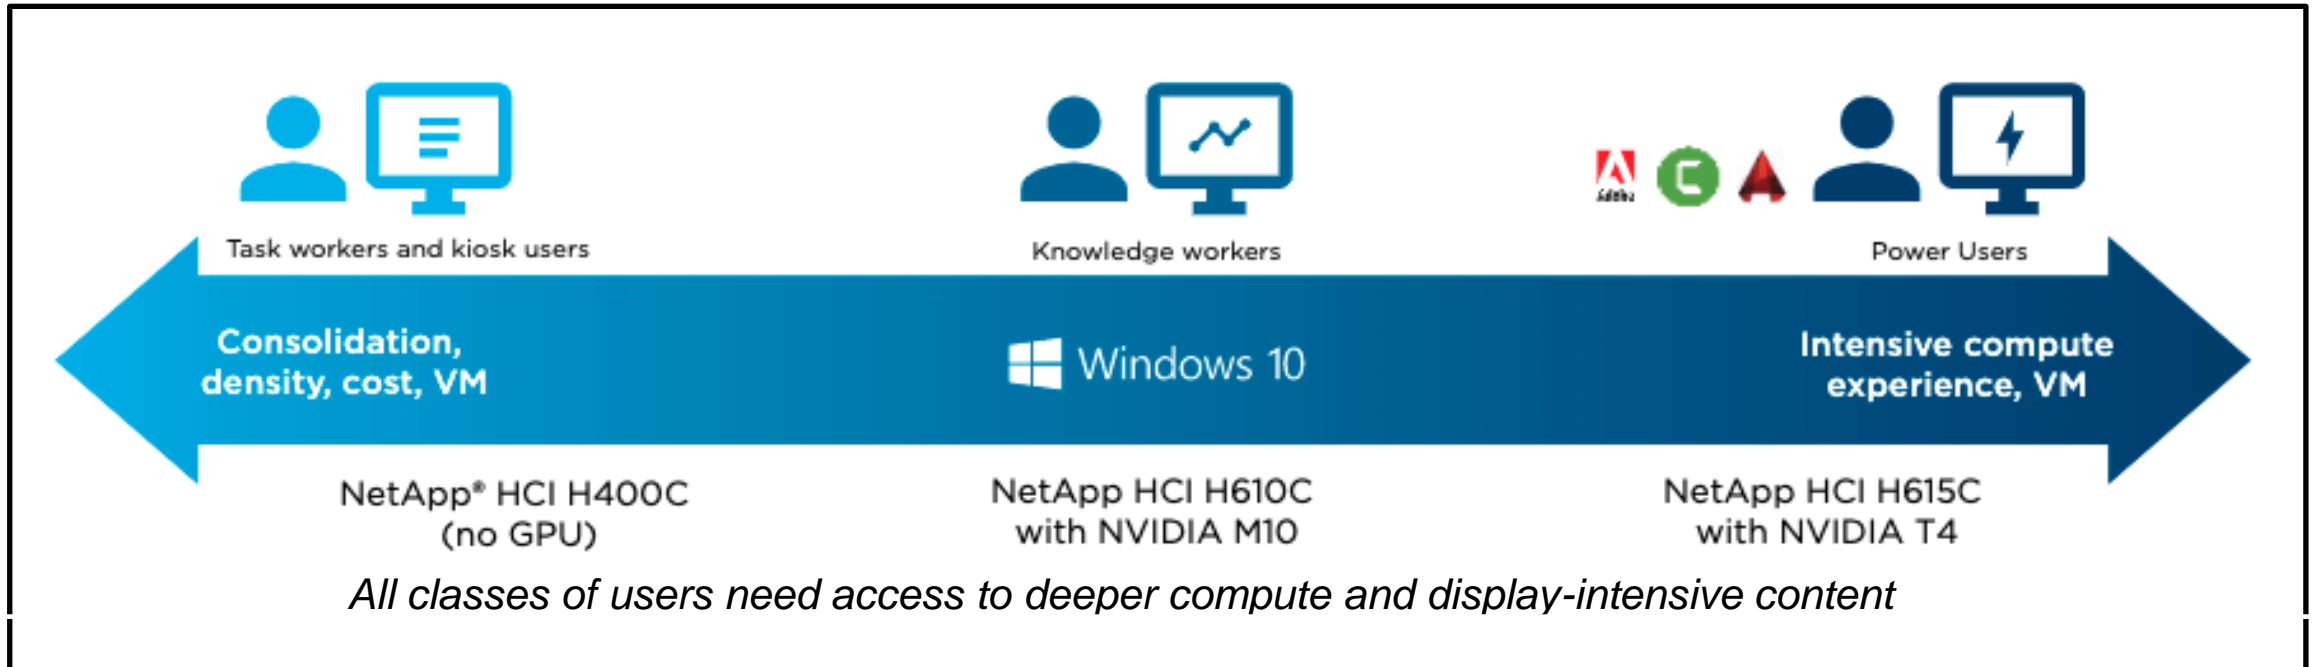 Task workers and kiosk users
Knowledge workers
Adobe
Power Users
Consolidation,
density, cost, VM
Windows 10
Intensive compute
experience, VM
NetApp® HCI H400C
(no GPU)
NetApp HCI H610C
with NVIDIA M10
NetApp HCI H615C
with NVIDIA T4
All classes of users need access to deeper compute and display-intensive content